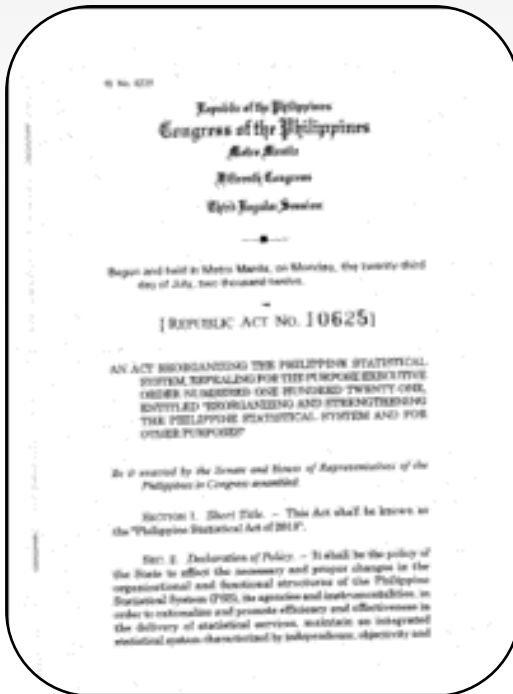 Republic of the Philippines
Congress of the Philippines
Metro Manila
Fifteenth Congress
Third Regular Session
Begun and held in Metro Manila, on Monday, the twenty-third
day of July, two thousand twelve.
[ REPUBLIC ACT NO. 10625 ]
AN ACT REORGANIZING THE PHILIPPINE STATISTICAL
SYSTEM, REPEALING FOR THE PURPOSE EXECUTIVE
ORDER NUMBERED ONE HUNDRED TWENTY-ONE,
ENTITLED "REORGANIZING AND STRENGTHENING
THE PHILIPPINE STATISTICAL SYSTEM AND FOR
OTHER PURPOSES"
Be it enacted by the Senate and House of Representatives of the
Philippines in Congress assembled:
SECTION 1. Short Title. – This Act shall be known as
the "Philippine Statistical Act of 2013".
SEC. 2. Declaration of Policy. – It shall be the policy of
the State to effect the necessary and proper changes in the
organizational and functional structures of the Philippine
Statistical System (PSS), its agencies and instrumentalities, in
order to rationalize and promote efficiency and effectiveness in
the delivery of statistical services, maintain an integrated
statistical system characterized by independence, objectivity and